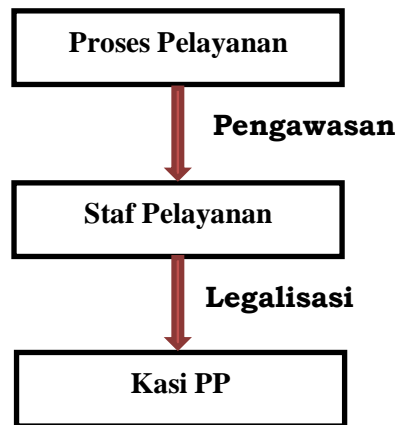 Proses Pelayanan
Pengawasan
Staf Pelayanan
Legalisasi
Kasi PP